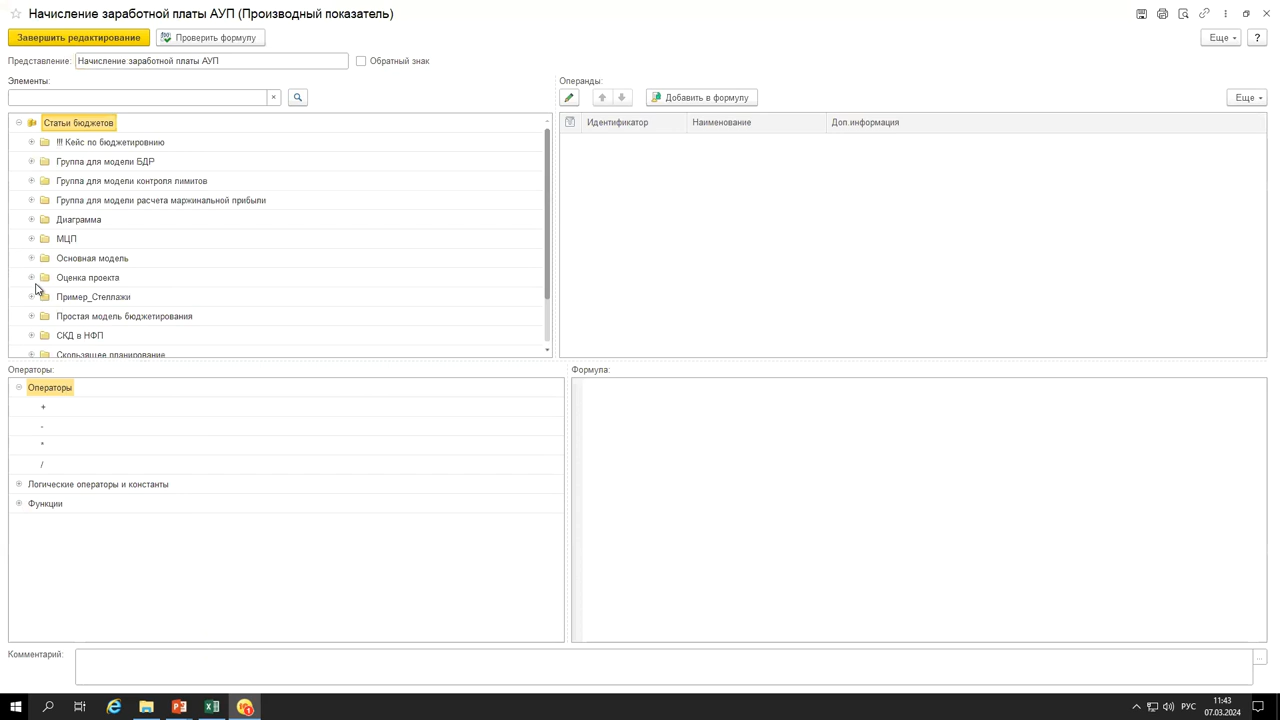 Начисление заработной платы АУП (Производный показатель)
Завершить редактирование
Проверить формулу
Еще
?
Представление: Начисление заработной платы АУП
Обратный знак
Элементы:
Операнды:
Добавить в формулу
Еще
Идентификатор
Наименование
Доп.информация
Статьи бюджетов
!!! Кейс по бюджетировнию
Группа для модели БДР
Группа для модели контроля лимитов
Группа для модели расчета маржинальной прибыли
Диаграмма
МЦП
Основная модель
Оценка проекта
Пример_Стеллажи
Простая модель бюджетирования
СКД в НФП
Скользящее планирование
Операторы:
Формула:
Операторы
+
-
*
/
Логические операторы и константы
Функции
Комментарий:
...
РУС
11:43
07.03.2024